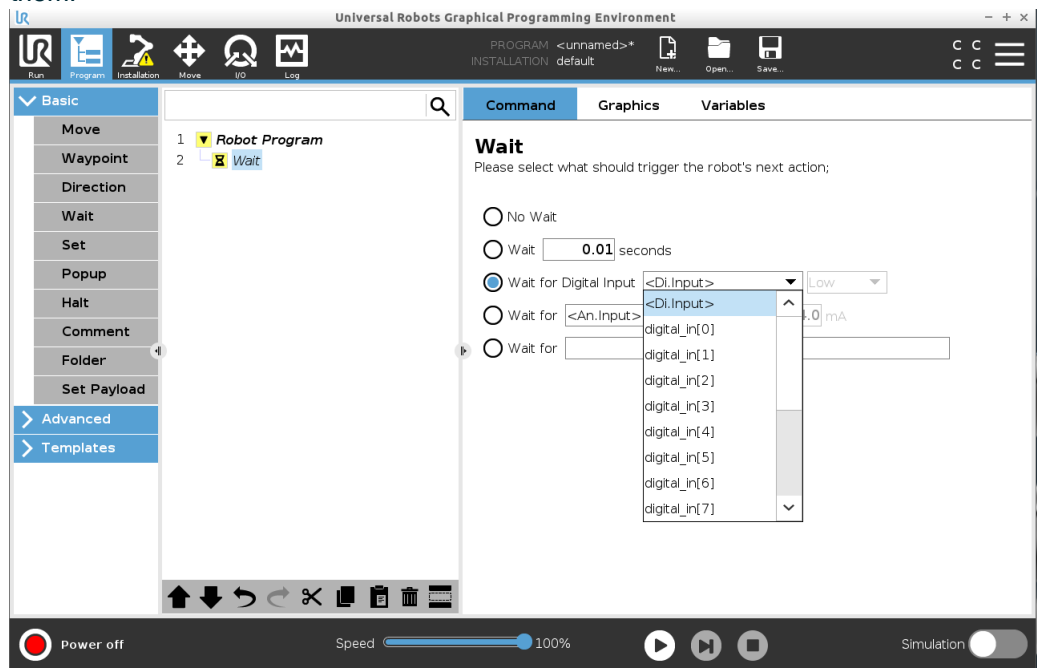 Universal Robots Graphical Programming Environment
PROGRAM <unnamed>*
INSTALLATION default
Run Program Installation Move I/O Log New... Open... Save...
C C
C C
Basic
Move
Waypoint
Direction
Wait
Set
Popup
Halt
Comment
Folder
Set Payload
Advanced
Templates
1 Robot Program
2 Wait
Command Graphics Variables
Wait
Please select what should trigger the robot's next action;
No Wait
Wait 0.01 seconds
Wait for Digital Input <Di.Input> Low
Wait for <An.Input> .0 mA
Wait for
<Di.Input>
digital_in[0]
digital_in[1]
digital_in[2]
digital_in[3]
digital_in[4]
digital_in[5]
digital_in[6]
digital_in[7]
Power off Speed 100% Simulation